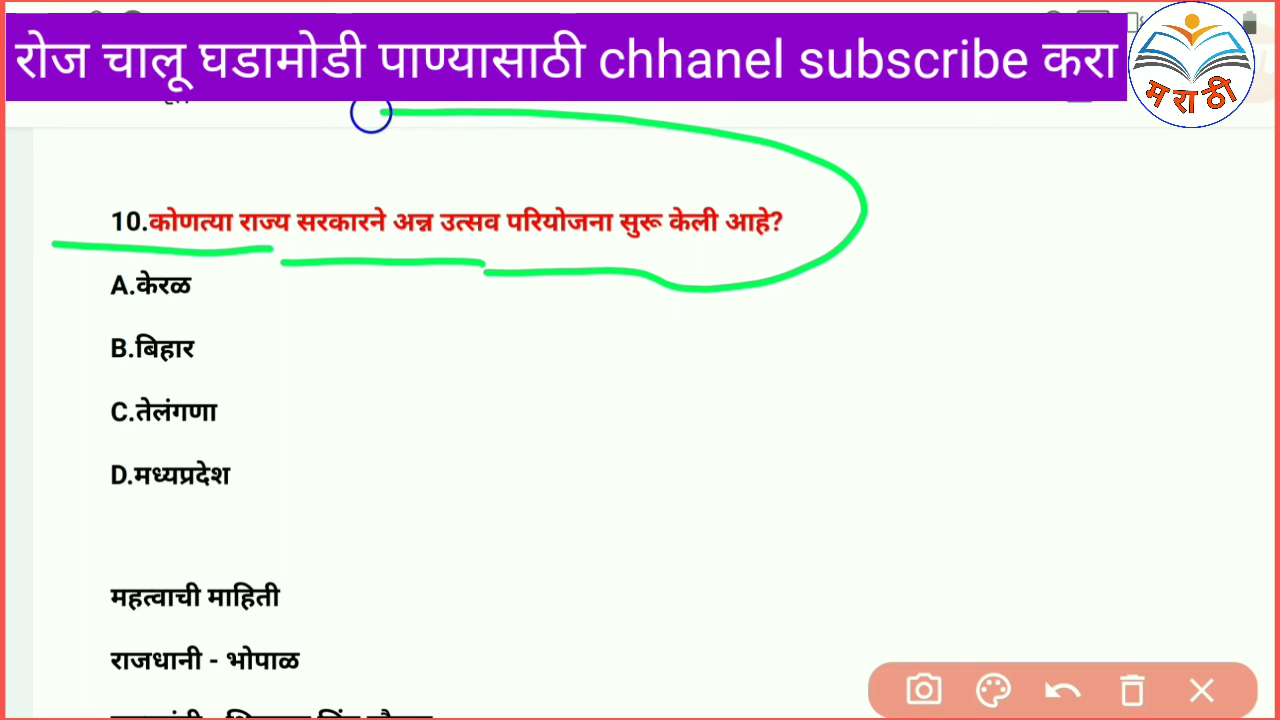 रोज चालू घडामोडी पाण्यासाठी chhanel subscribe करा
मराठी
10.कोणत्या राज्य सरकारने अन्न उत्सव परियोजना सुरू केली आहे?
A.केरळ
B.बिहार
C.तेलंगणा
D.मध्यप्रदेश
महत्वाची माहिती
राजधानी - भोपाळ